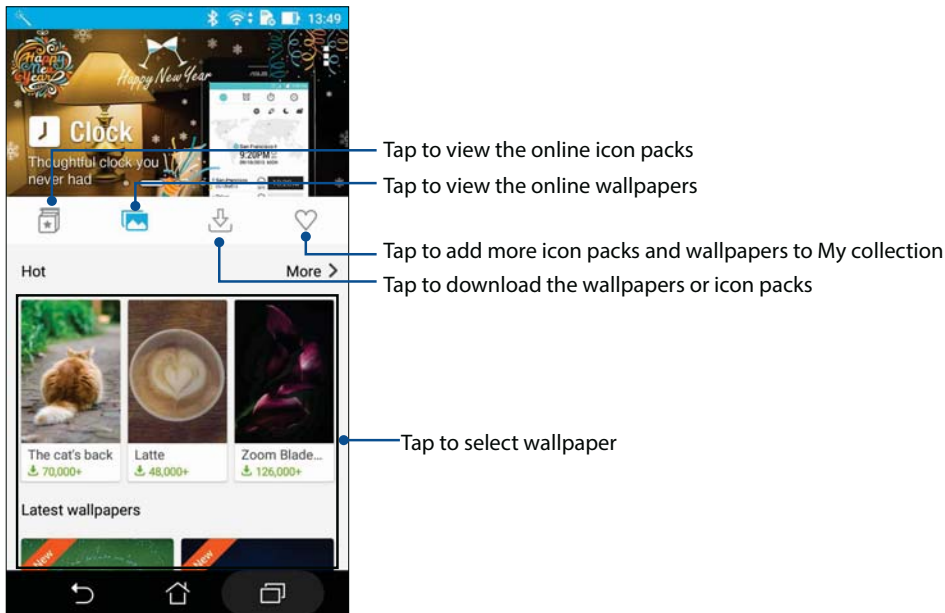 13:49
Happy New Year
Happy New Year
Clock
Thoughtful clock you
never had
San Francisco
9:20PM
Tap to view the online icon packs
Tap to view the online wallpapers
Tap to add more icon packs and wallpapers to My collection
Tap to download the wallpapers or icon packs
Hot
More >
The cat's back
70,000+
Latte
48,000+
Zoom Blade...
126,000+
Tap to select wallpaper
Latest wallpapers
New
New